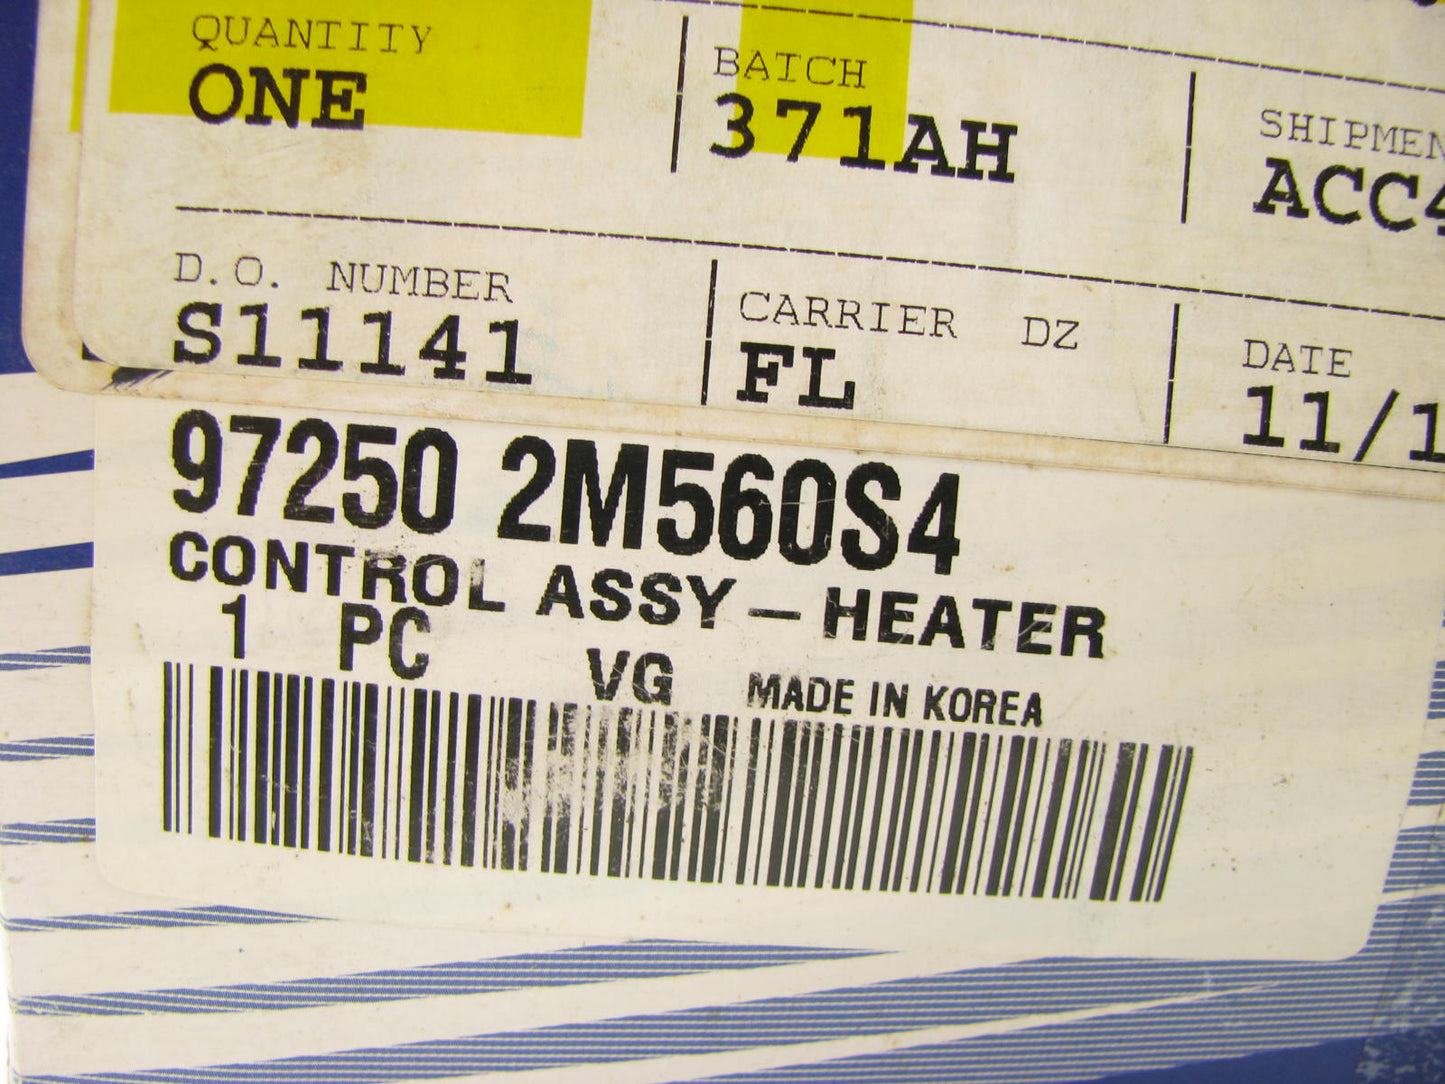 QUANTITY
ONE
BATCH
371AH
SHIPMEN
ACC4
D.O. NUMBER
S11141
CARRIER DZ
FL
DATE
11/1
97250 2M560S4
CONTROL ASSY-HEATER
1 PC VG MADE IN KOREA